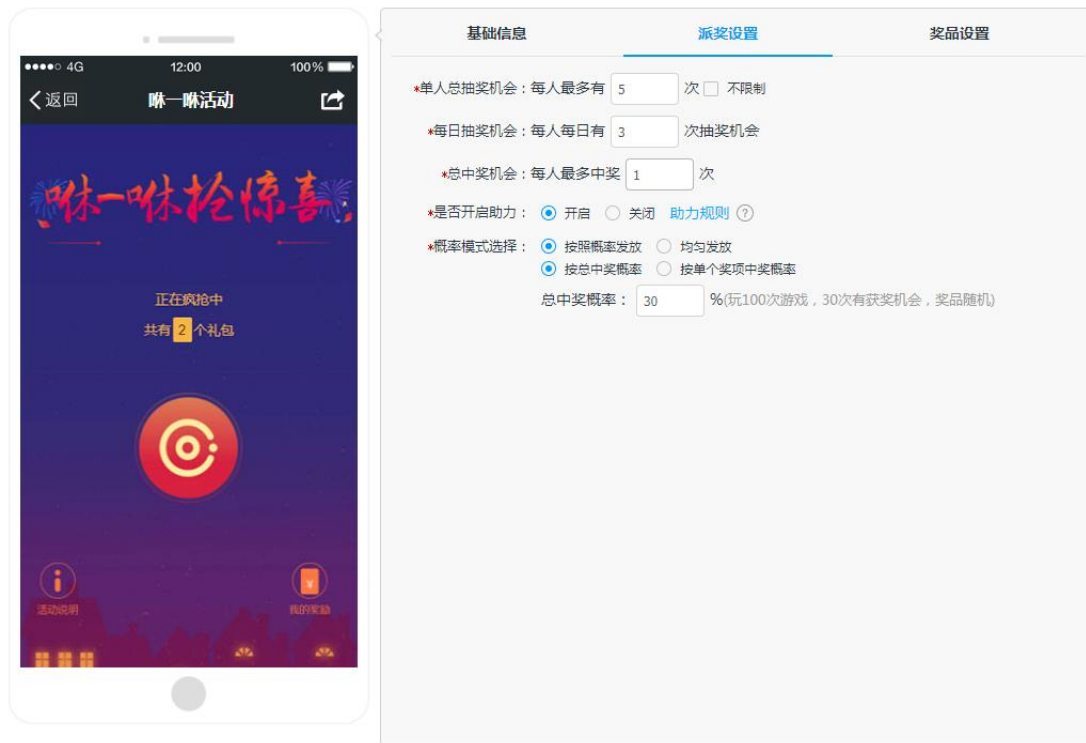 4G 12:00 100%
返回 咻一咻活动
咻一咻抢惊喜
正在疯抢中
共有 2 个礼包
活动说明 我的奖励
基础信息 派奖设置 奖品设置
*单人总抽奖机会：每人最多有 5 次 不限制
*每日抽奖机会：每人每日有 3 次抽奖机会
*总中奖机会：每人最多中奖 1 次
*是否开启助力： 开启 关闭 助力规则 ?
*概率模式选择： 按照概率发放 均匀发放
按总中奖概率 按单个奖项中奖概率
总中奖概率： 30 %(玩100次游戏，30次有获奖机会，奖品随机)